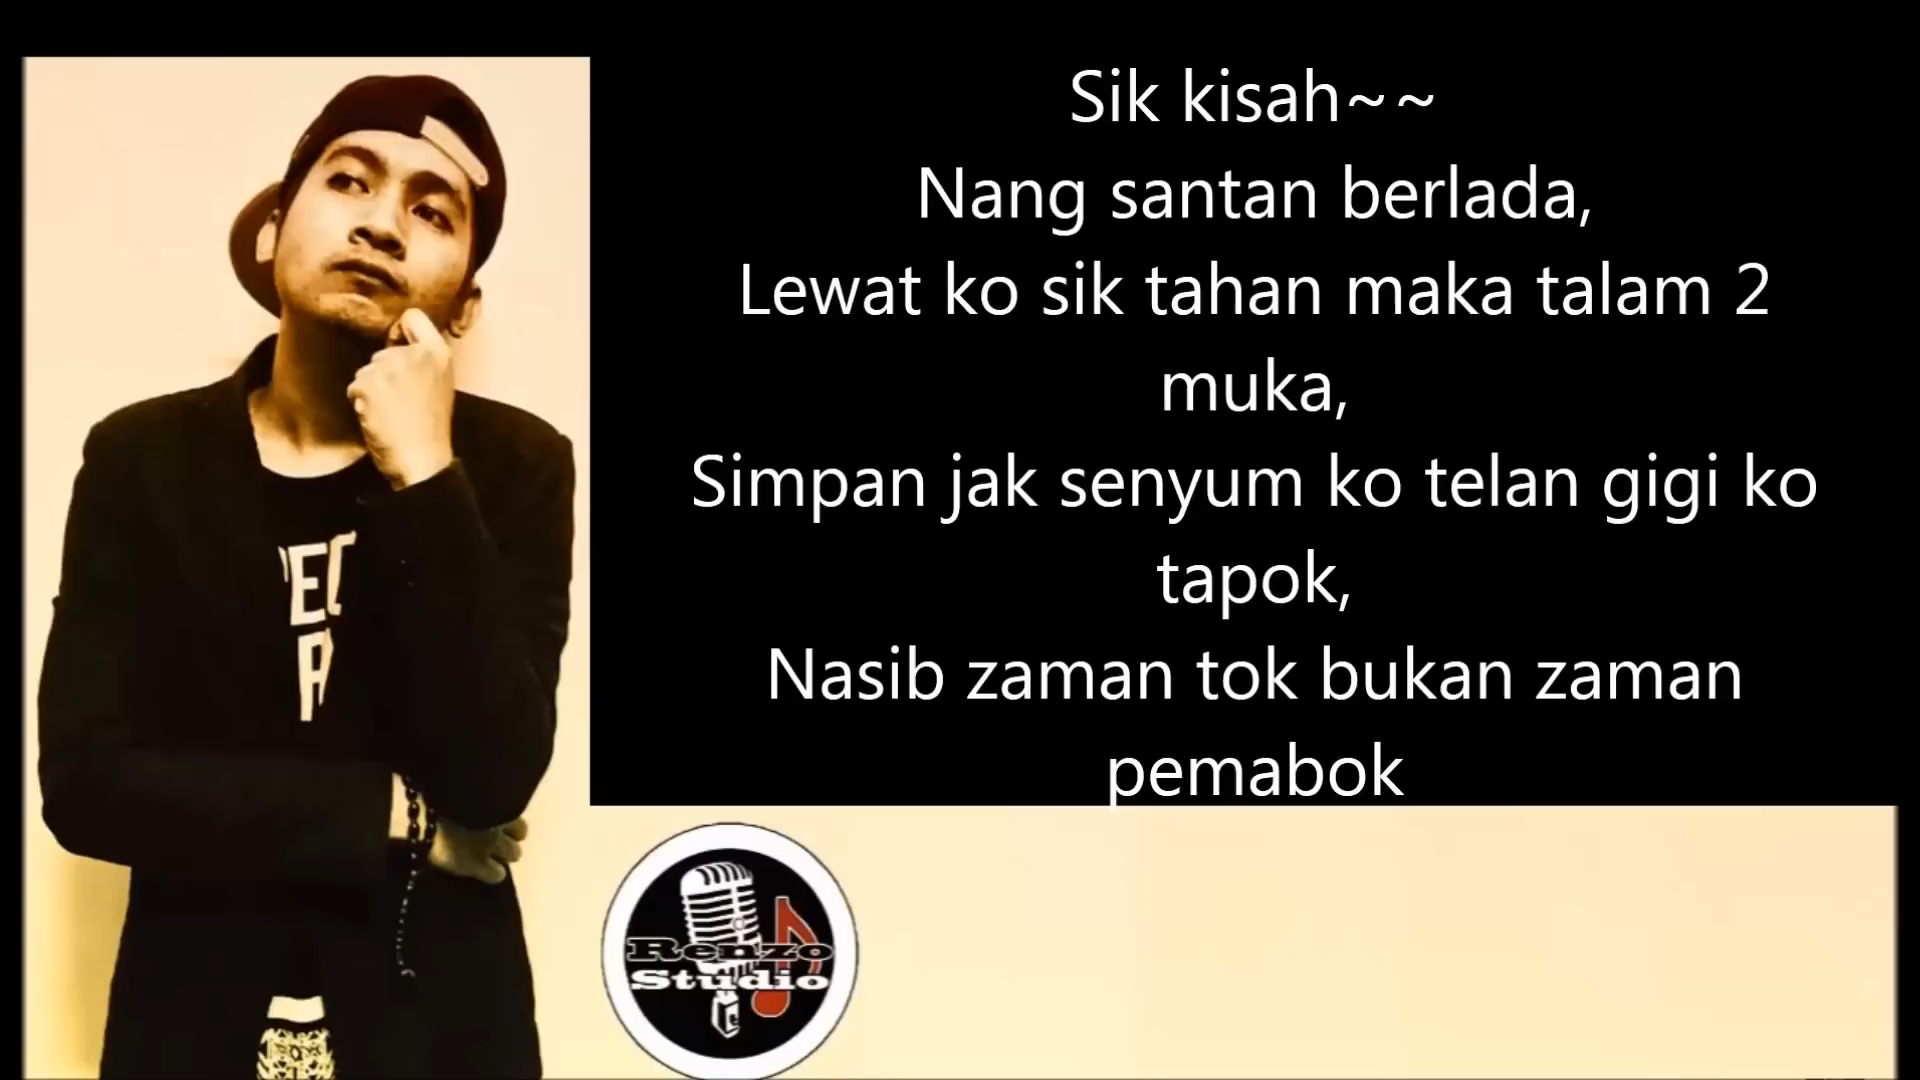 Sik kisah~~
Nang santan berlada,
Lewat ko sik tahan maka talam 2
muka,
Simpan jak senyum ko telan gigi ko
tapok,
Nasib zaman tok bukan zaman
pemabok
Renzo
Studio